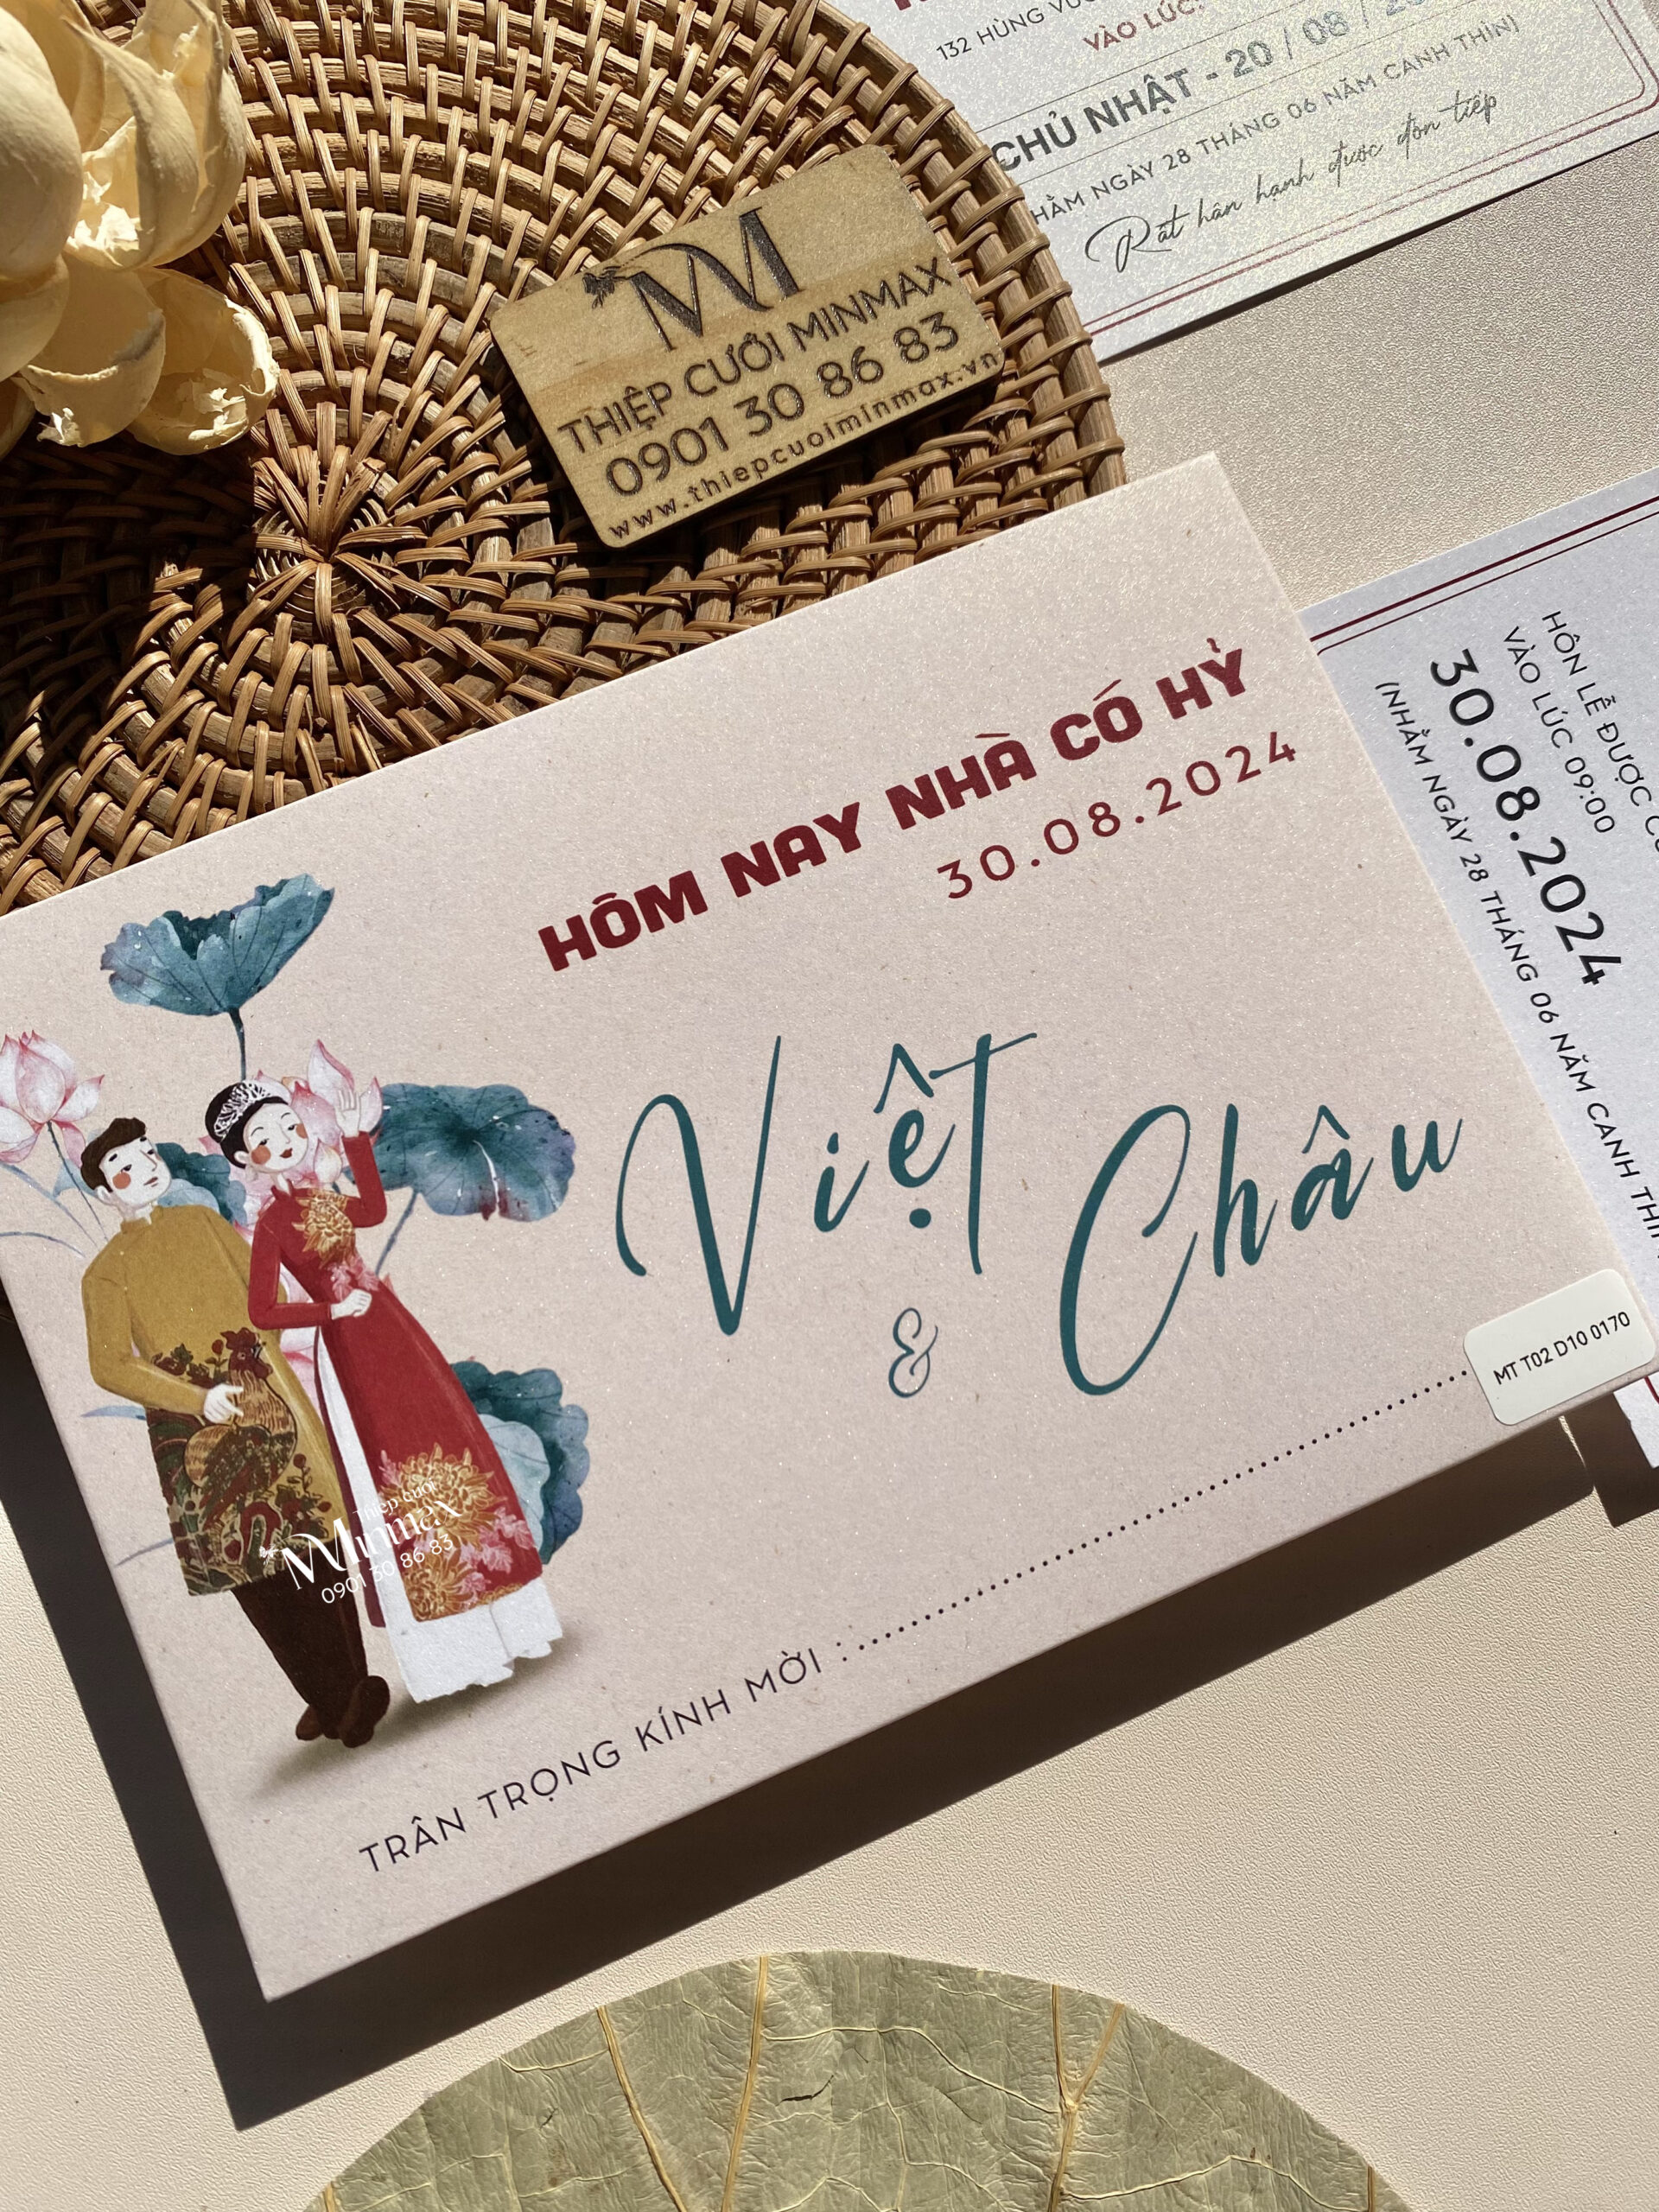 132 HÙNG
VÀO LÚC:
CHỦ NHẬT - 20 / 08 /
NGÀY 28 THÁNG 06 NĂM CANH THÌN)
Rất hân hạnh được đón tiếp
THIỆP CƯỚI MINMAX
0901 30 86 83
www.thiepcuoiminmax.vn
HÔN LỄ ĐƯỢC
VÀO LÚC 09:00
30.08.2024
(NHẰM NGÀY 28 THÁNG 06 NĂM CANH
HÔM NAY NHÀ CÓ HỶ
30.08.2024
Việt
&
Châu
MT T02 D10 0170
TRÂN TRỌNG KÍNH MỜI :
Thiệp cưới
Minmax
0901 30 86 83